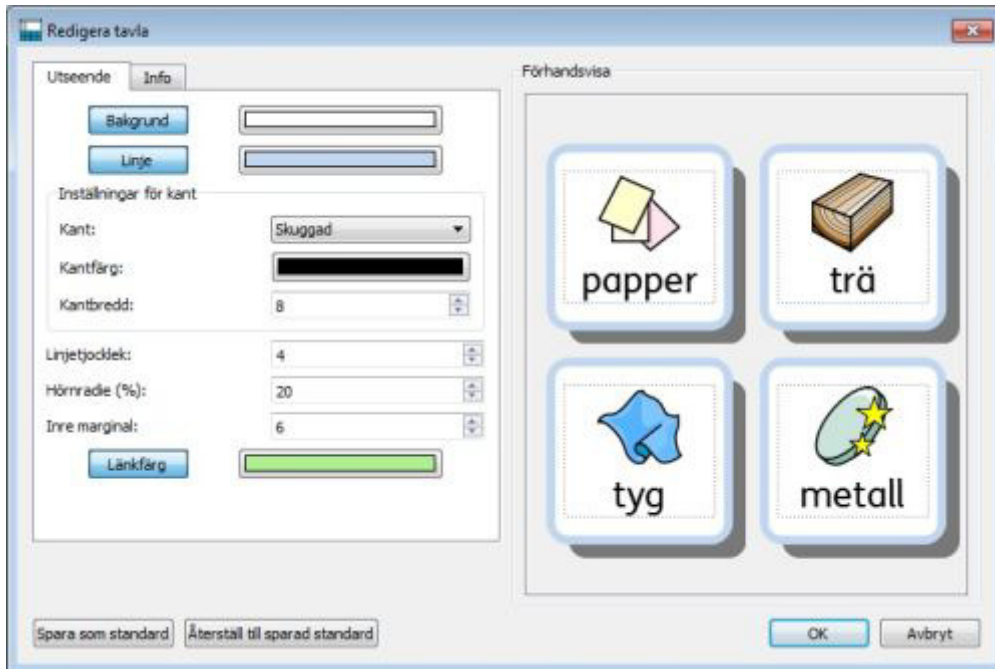 Redigera tavla
Utseende
Info
Bakgrund
Linje
Inställningar för kant
Kant:
Skuggad
Kantfärg:
Kantbredd:
8
Linjetjocklek:
4
Hörnradie (%):
20
Inre marginal:
6
Länkfärg
Förhandsvisa
papper
trä
tyg
metall
Spara som standard
Återställ till sparad standard
OK
Avbryt